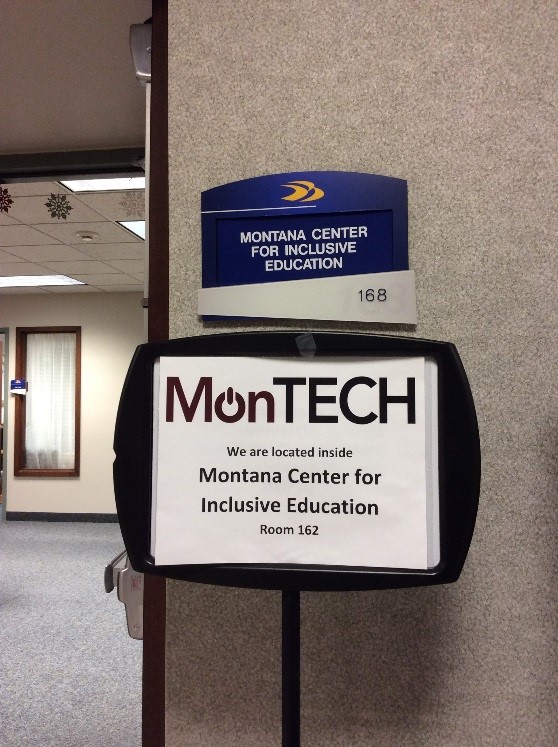 MONTANA CENTER
FOR INCLUSIVE
EDUCATION
168
MonTECH
We are located inside
Montana Center for
Inclusive Education
Room 162